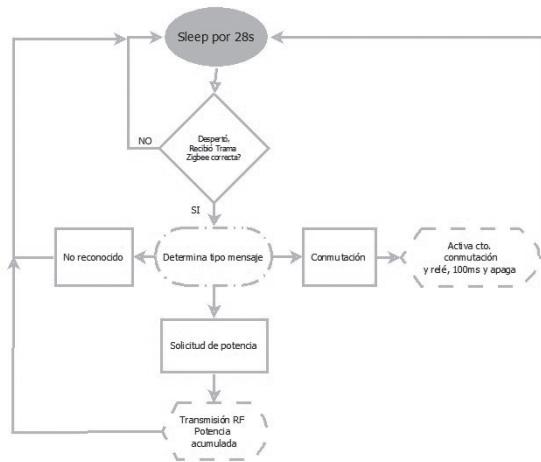 Sleep por 28s
Despertó.
Recibió Trama
Zigbee correcta?
NO
SI
No reconocido
Determina tipo mensaje
Conmutación
Activa cto.
conmutación
y relé, 100ms y apaga
Solicitud de potencia
Transmisión RF
Potencia
acumulada